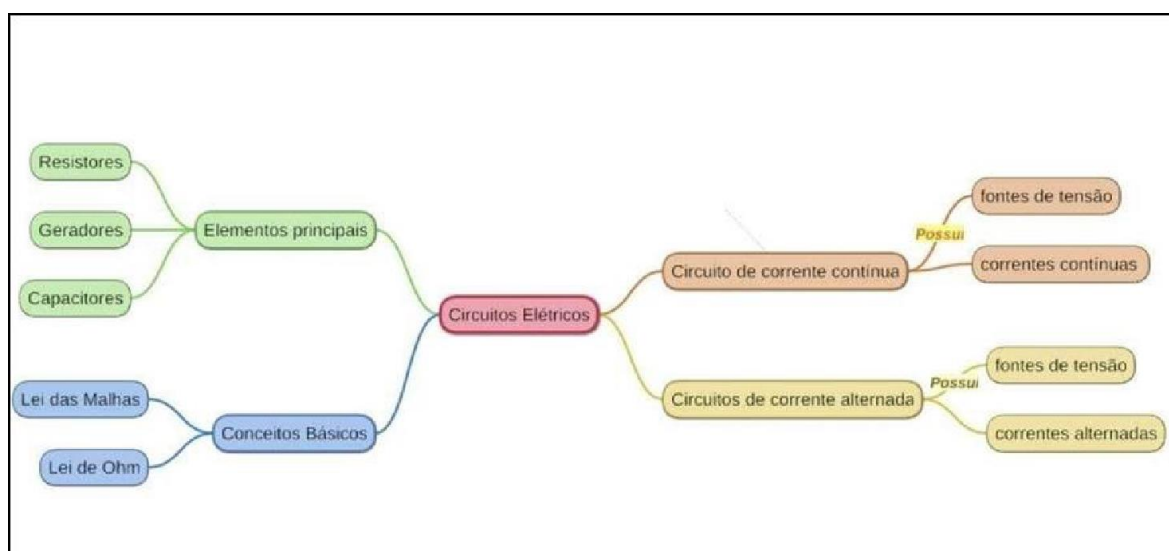 Resistores
Geradores
Capacitores
Elementos principais
Lei das Malhas
Lei de Ohm
Conceitos Básicos
Circuitos Elétricos
Circuito de corrente contínua
Possui
fontes de tensão
correntes contínuas
Circuitos de corrente alternada
Possui
fontes de tensão
correntes alternadas